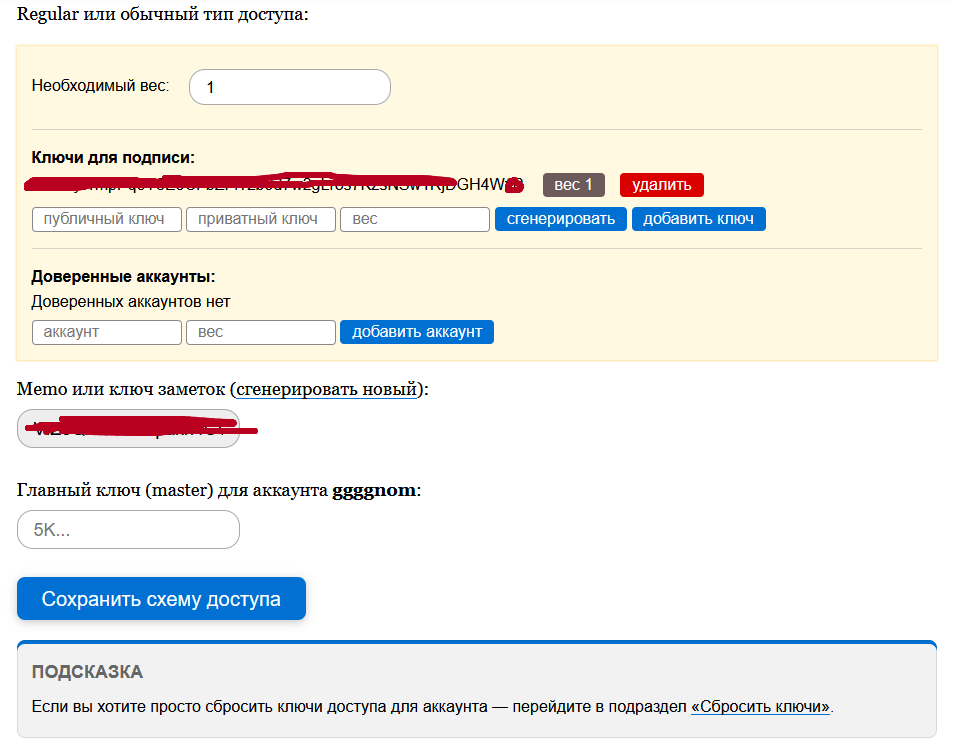 Regular или обычный тип доступа:
Необходимый вес: 1
Ключи для подписи:
вес 1 удалить
публичный ключ приватный ключ вес сгенерировать добавить ключ
Доверенные аккаунты:
Доверенных аккаунтов нет
аккаунт вес добавить аккаунт
Memo или ключ заметок (сгенерировать новый):
Главный ключ (master) для аккаунта ggggnom:
5K...
Сохранить схему доступа
ПОДСКАЗКА
Если вы хотите просто сбросить ключи доступа для аккаунта — перейдите в подраздел «Сбросить ключи».